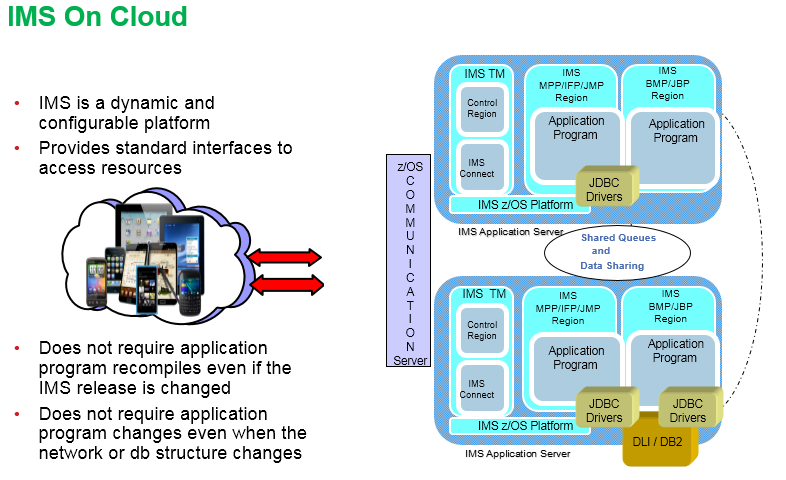 IMS On Cloud
• IMS is a dynamic and
configurable platform
• Provides standard interfaces to
access resources
• Does not require application
program recompiles even if the
IMS release is changed
• Does not require application
program changes even when the
network or db structure changes
z/OS
C
O
M
M
U
N
I
C
A
T
I
O
N
Server
IMS TM
Control
Region
IMS
Connect
IMS
MPP/IFP/JMP
Region
Application
Program
IMS
BMP/JBP
Region
Application
Program
JDBC
Drivers
IMS z/OS Platform
IMS Application Server
Shared Queues
and
Data Sharing
IMS TM
Control
Region
IMS
Connect
IMS
MPP/IFP/JMP
Region
Application
Program
IMS
BMP/JBP
Region
Application
Program
JDBC
Drivers
JDBC
Drivers
IMS z/OS Platform
DLI / DB2
IMS Application Server